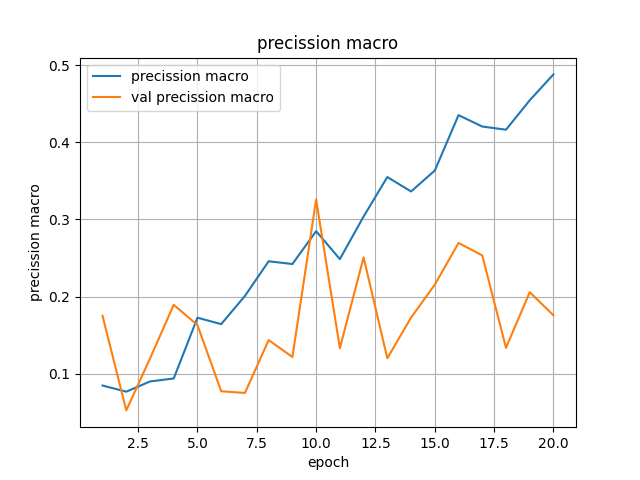 precission macro
precission macro
val precission macro
0.5
0.4
0.3
0.2
0.1
precission macro
2.5 5.0 7.5 10.0 12.5 15.0 17.5 20.0
epoch